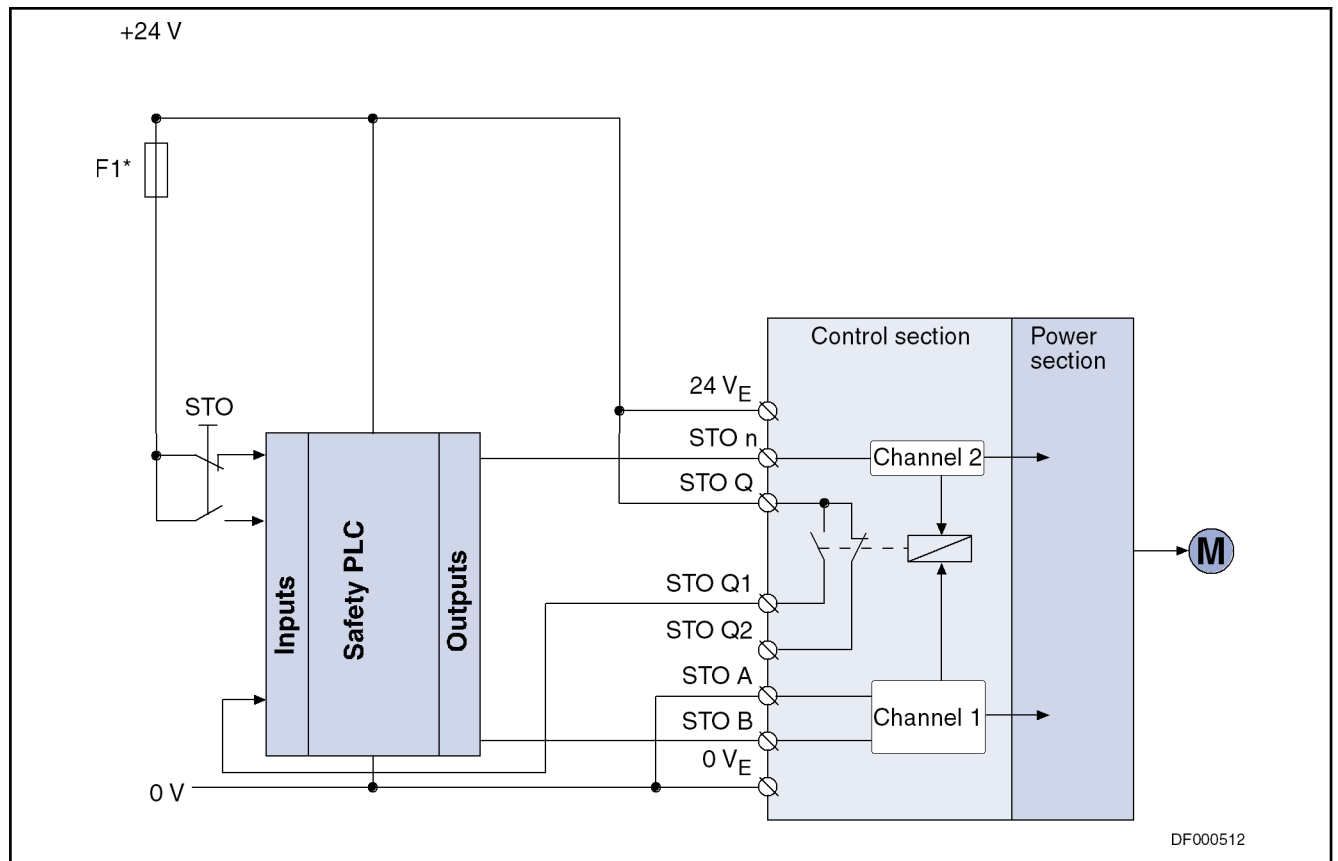 +24 V
F1*
STO
Inputs
Safety PLC
Outputs
24 VE
STO n
STO Q
STO Q1
STO Q2
STO A
STO B
0 VE
0 V
Control section
Power
section
Channel 2
Channel 1
M
DF000512